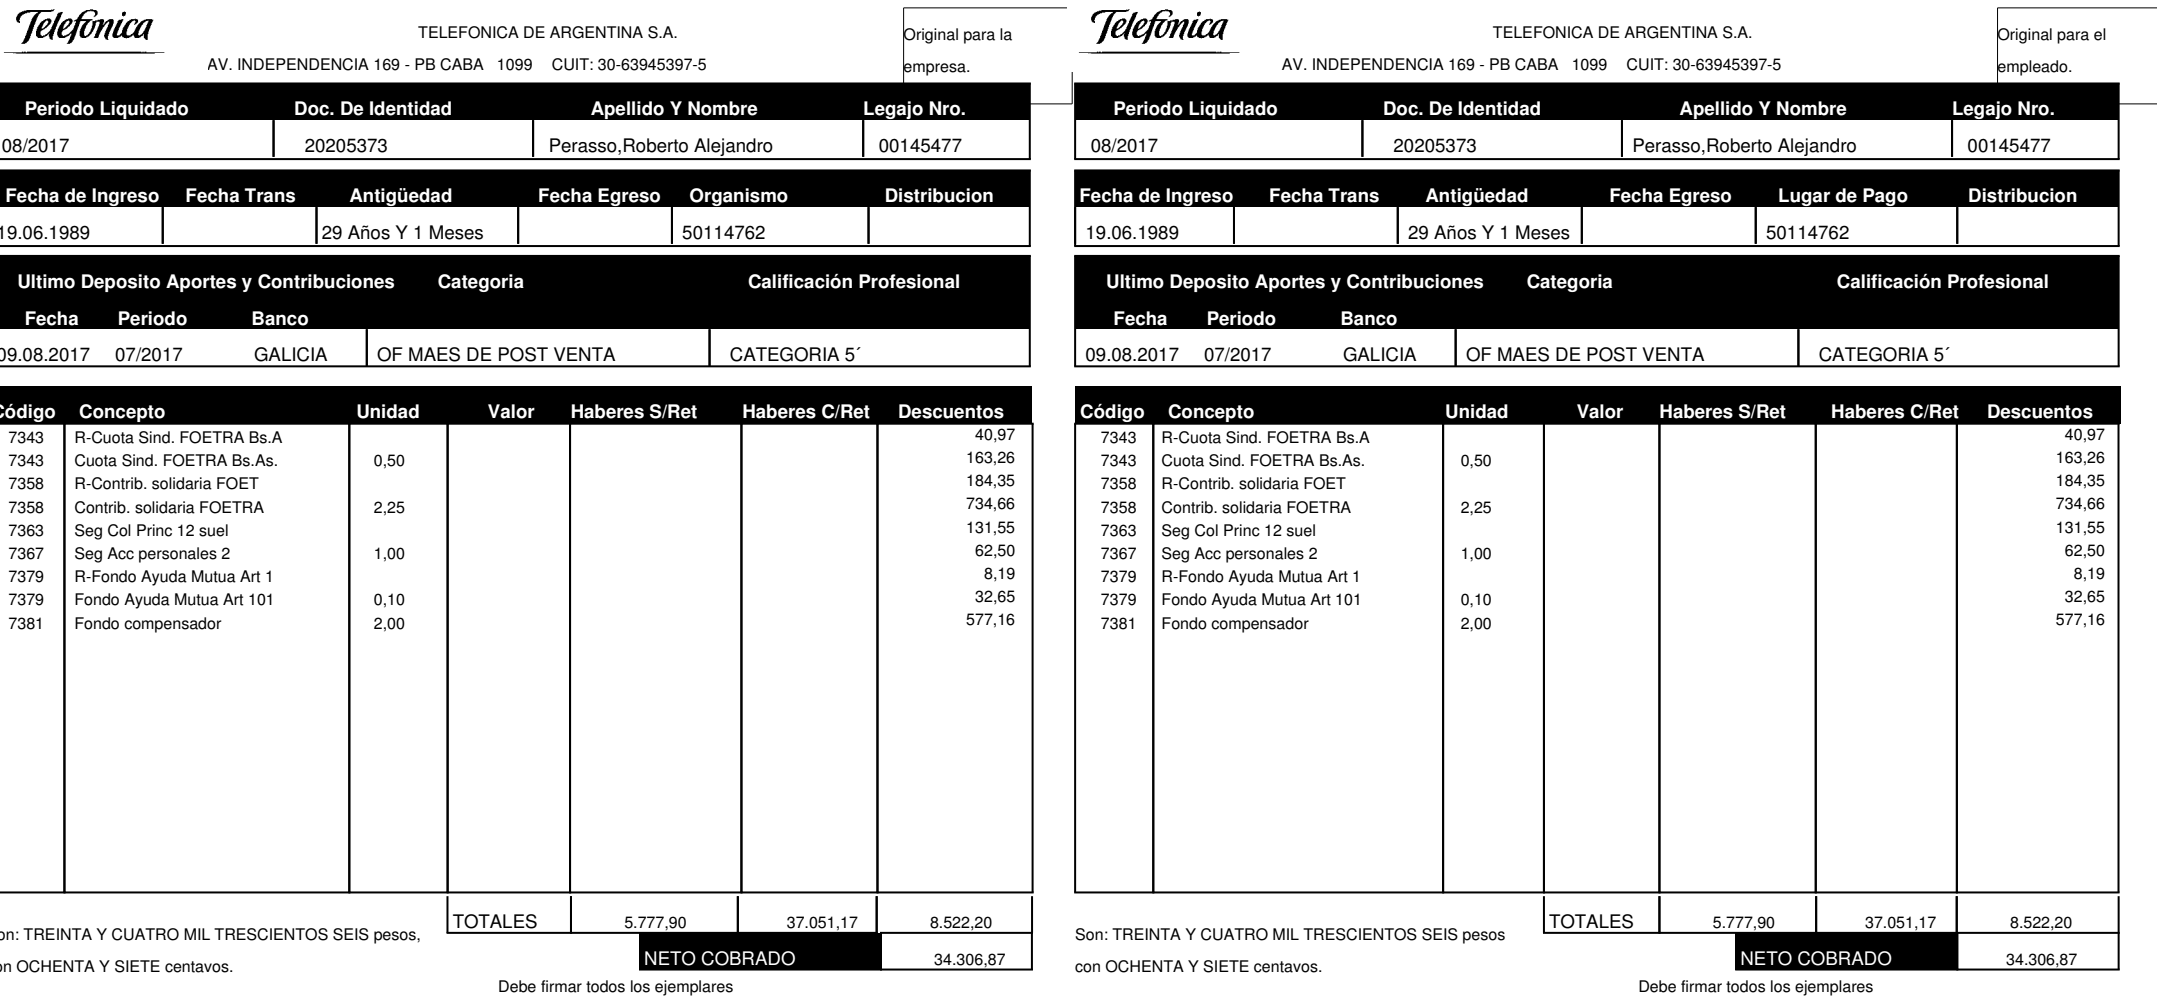 Telefónica
TELEFONICA DE ARGENTINA S.A.
AV. INDEPENDENCIA 169 - PB CABA 1099 CUIT: 30-63945397-5
Original para la
empresa.
Periodo Liquidado Doc. De Identidad Apellido Y Nombre Legajo Nro.
08/2017 20205373 Perasso,Roberto Alejandro 00145477
Fecha de Ingreso Fecha Trans Antigüedad Fecha Egreso Organismo Distribucion
19.06.1989 29 Años Y 1 Meses 50114762
Ultimo Deposito Aportes y Contribuciones Categoria Calificación Profesional
Fecha Periodo Banco
09.08.2017 07/2017 GALICIA OF MAES DE POST VENTA CATEGORIA 5´
Código Concepto Unidad Valor Haberes S/Ret Haberes C/Ret Descuentos
7343 R-Cuota Sind. FOETRA Bs.A 40,97
7343 Cuota Sind. FOETRA Bs.As. 0,50 163,26
7358 R-Contrib. solidaria FOET 184,35
7358 Contrib. solidaria FOETRA 2,25 734,66
7363 Seg Col Princ 12 suel 131,55
7367 Seg Acc personales 2 1,00 62,50
7379 R-Fondo Ayuda Mutua Art 1 8,19
7379 Fondo Ayuda Mutua Art 101 0,10 32,65
7381 Fondo compensador 2,00 577,16
TOTALES 5.777,90 37.051,17 8.522,20
on: TREINTA Y CUATRO MIL TRESCIENTOS SEIS pesos,
NETO COBRADO 34.306,87
on OCHENTA Y SIETE centavos.
Debe firmar todos los ejemplares
Telefónica
TELEFONICA DE ARGENTINA S.A.
AV. INDEPENDENCIA 169 - PB CABA 1099 CUIT: 30-63945397-5
Original para el
empleado.
Periodo Liquidado Doc. De Identidad Apellido Y Nombre Legajo Nro.
08/2017 20205373 Perasso,Roberto Alejandro 00145477
Fecha de Ingreso Fecha Trans Antigüedad Fecha Egreso Lugar de Pago Distribucion
19.06.1989 29 Años Y 1 Meses 50114762
Ultimo Deposito Aportes y Contribuciones Categoria Calificación Profesional
Fecha Periodo Banco
09.08.2017 07/2017 GALICIA OF MAES DE POST VENTA CATEGORIA 5´
Código Concepto Unidad Valor Haberes S/Ret Haberes C/Ret Descuentos
7343 R-Cuota Sind. FOETRA Bs.A 40,97
7343 Cuota Sind. FOETRA Bs.As. 0,50 163,26
7358 R-Contrib. solidaria FOET 184,35
7358 Contrib. solidaria FOETRA 2,25 734,66
7363 Seg Col Princ 12 suel 131,55
7367 Seg Acc personales 2 1,00 62,50
7379 R-Fondo Ayuda Mutua Art 1 8,19
7379 Fondo Ayuda Mutua Art 101 0,10 32,65
7381 Fondo compensador 2,00 577,16
TOTALES 5.777,90 37.051,17 8.522,20
Son: TREINTA Y CUATRO MIL TRESCIENTOS SEIS pesos
NETO COBRADO 34.306,87
con OCHENTA Y SIETE centavos.
Debe firmar todos los ejemplares